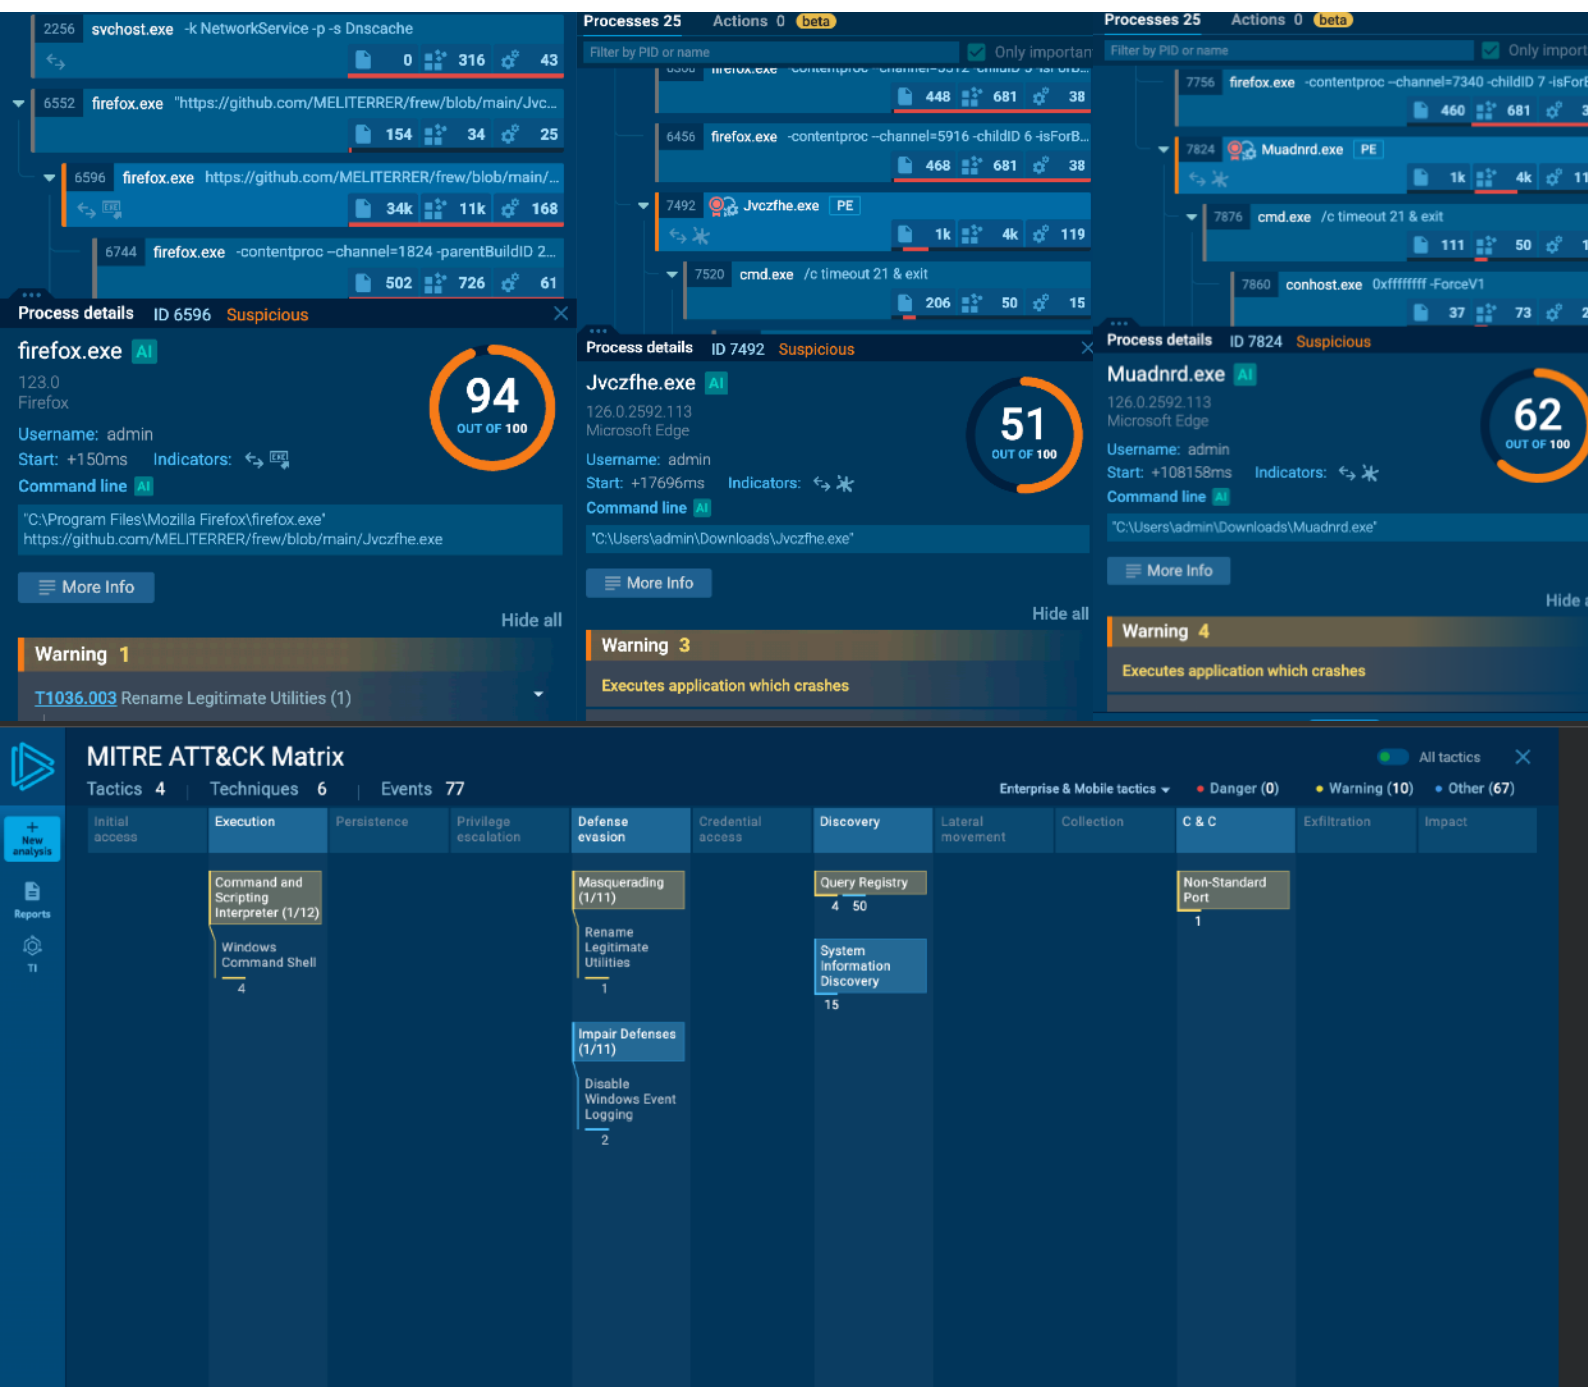 2256 svchost.exe -k NetworkService -p -s Dnscache
0 316 43
6552 firefox.exe "https://github.com/MELITERRER/frew/blob/main/Jvc...
154 34 25
6596 firefox.exe https://github.com/MELITERRER/frew/blob/main/...
EXE 34k 11k 168
6744 firefox.exe -contentproc --channel=1824 -parentBuildID 2...
502 726 61
Process details ID 6596 Suspicious
firefox.exe AI
123.0
Firefox
94
OUT OF 100
Username: admin
Start: +150ms Indicators: EXE
Command line AI
"C:\Program Files\Mozilla Firefox\firefox.exe"
https://github.com/MELITERRER/frew/blob/main/Jvczfhe.exe
More Info
Hide all
Warning 1
T1036.003 Rename Legitimate Utilities (1)
Processes 25 Actions 0 beta
Filter by PID or name Only importan
firefox.exe -contentproc
448 681 38
6456 firefox.exe -contentproc --channel=5916 -childID 6 -isForB...
468 681 38
7492 Jvczfhe.exe PE
1k 4k 119
7520 cmd.exe /c timeout 21 & exit
206 50 15
Process details ID 7492 Suspicious
Jvczfhe.exe AI
126.0.2592.113
Microsoft Edge
51
OUT OF 100
Username: admin
Start: +17696ms Indicators:
Command line AI
"C:\Users\admin\Downloads\Jvczfhe.exe"
More Info
Hide all
Warning 3
Executes application which crashes
Processes 25 Actions 0 beta
Filter by PID or name Only import
7756 firefox.exe -contentproc --channel=7340 -childID 7 -isForB
460 681 3
7824 Muadnrd.exe PE
1k 4k 11
7876 cmd.exe /c timeout 21 & exit
111 50 1
7860 conhost.exe 0xffffffff -ForceV1
37 73 2
Process details ID 7824 Suspicious
Muadnrd.exe AI
126.0.2592.113
Microsoft Edge
62
OUT OF 100
Username: admin
Start: +108158ms Indicators:
Command line AI
"C:\Users\admin\Downloads\Muadnrd.exe"
More Info
Hide a
Warning 4
Executes application which crashes
MITRE ATT&CK Matrix
All tactics
Tactics 4 | Techniques 6 | Events 77
Enterprise & Mobile tactics Danger (0) Warning (10) Other (67)
+
New
analysis
Reports
TI
Initial
access
Execution
Persistence
Privilege
escalation
Defense
evasion
Credential
access
Discovery
Lateral
movement
Collection
C & C
Exfiltration
Impact
Command and
Scripting
Interpreter (1/12)
Windows
Command Shell
4
Masquerading
(1/11)
Rename
Legitimate
Utilities
1
Impair Defenses
(1/11)
Disable
Windows Event
Logging
2
Query Registry
4 50
System
Information
Discovery
15
Non-Standard
Port
1